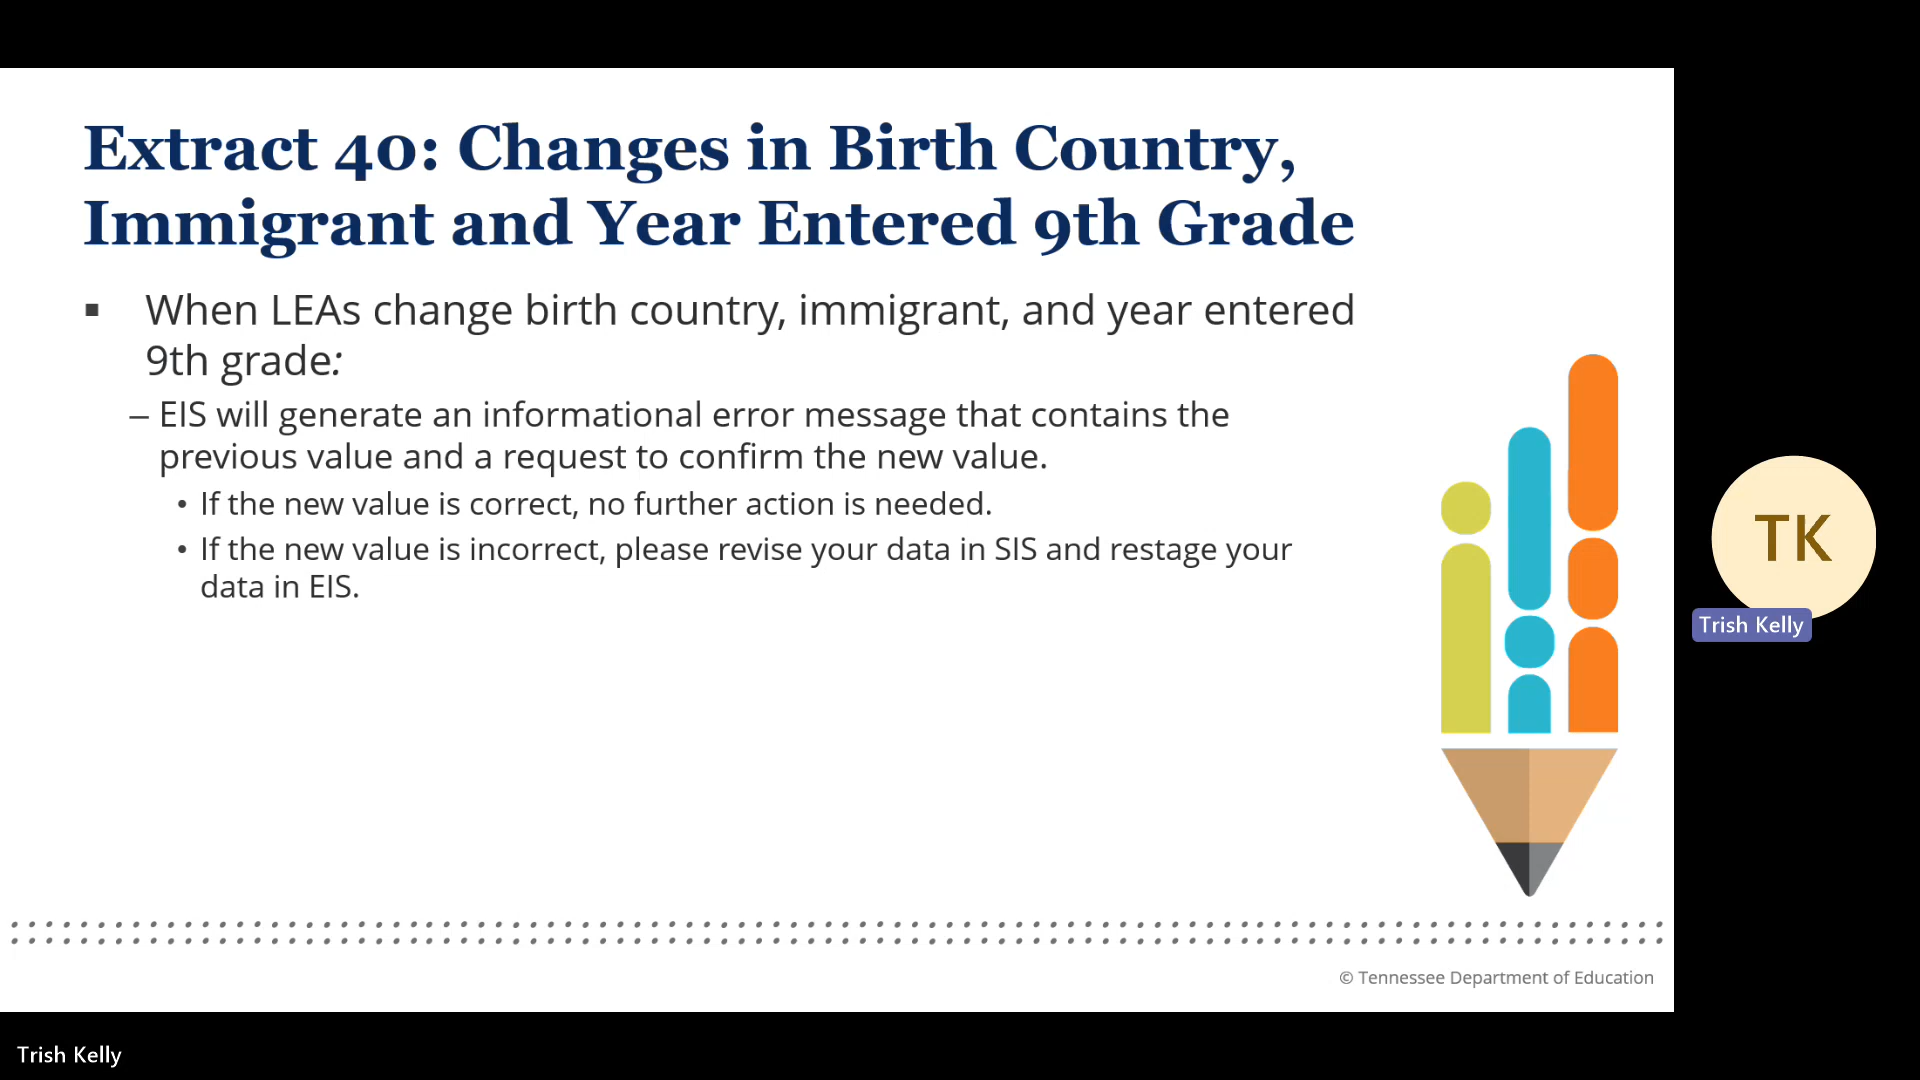 Extract 40: Changes in Birth Country,
Immigrant and Year Entered 9th Grade
▪ When LEAs change birth country, immigrant, and year entered
9th grade:
– EIS will generate an informational error message that contains the
previous value and a request to confirm the new value.
• If the new value is correct, no further action is needed.
• If the new value is incorrect, please revise your data in SIS and restage your
data in EIS.
TK
Trish Kelly
© Tennessee Department of Education
Trish Kelly